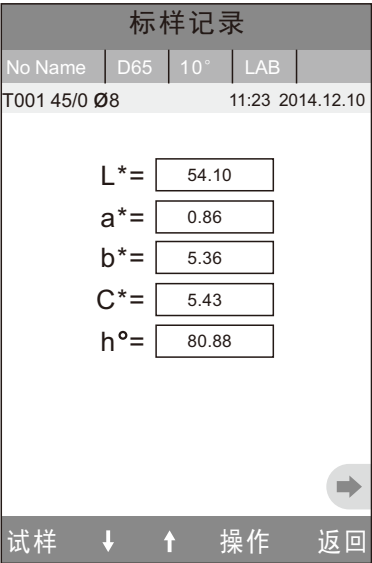 标样记录
No Name D65 10° LAB
T001 45/0 Ø8 11:23 2014.12.10
L*= 54.10
a*= 0.86
b*= 5.36
C*= 5.43
h°= 80.88
试样 ↓ ↑ 操作 返回